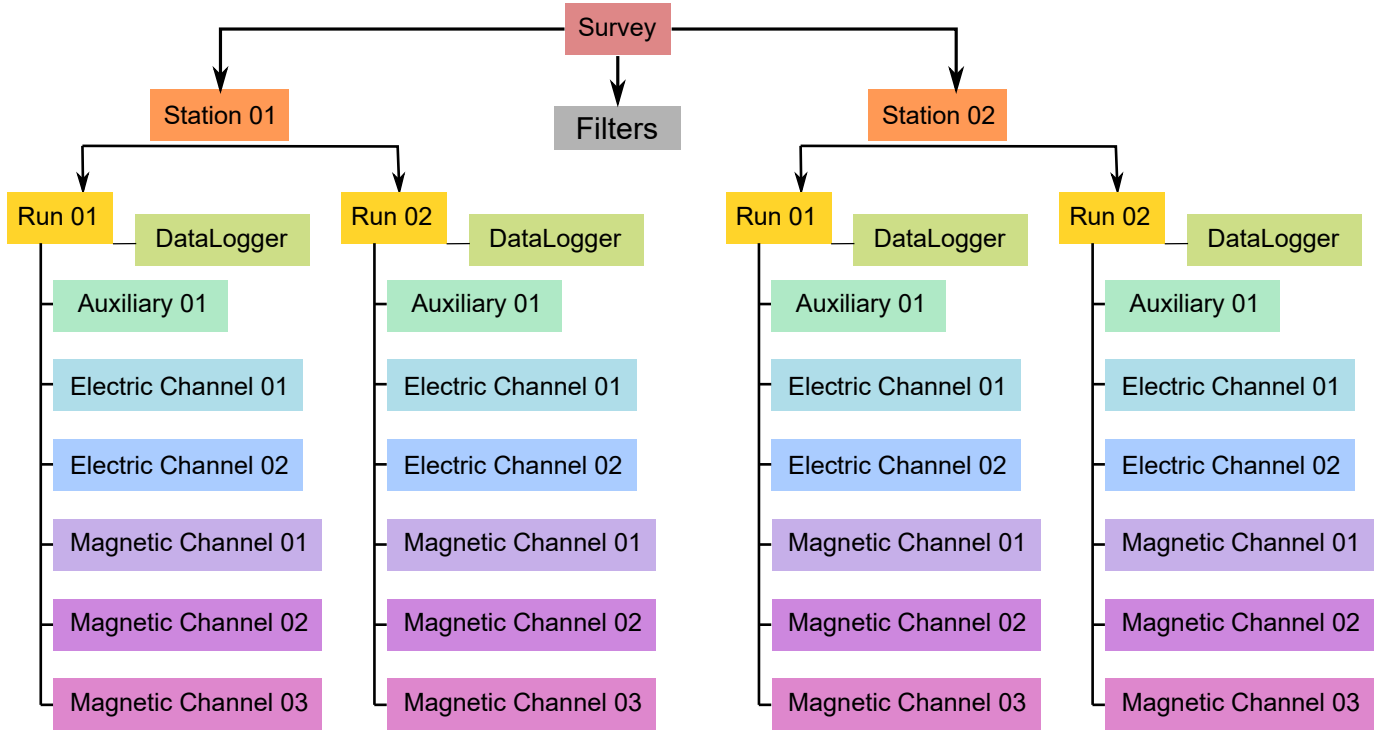 Survey
Station 01
Filters
Station 02
Run 01
DataLogger
Run 02
DataLogger
Run 01
DataLogger
Run 02
DataLogger
Auxiliary 01
Auxiliary 01
Auxiliary 01
Auxiliary 01
Electric Channel 01
Electric Channel 01
Electric Channel 01
Electric Channel 01
Electric Channel 02
Electric Channel 02
Electric Channel 02
Electric Channel 02
Magnetic Channel 01
Magnetic Channel 01
Magnetic Channel 01
Magnetic Channel 01
Magnetic Channel 02
Magnetic Channel 02
Magnetic Channel 02
Magnetic Channel 02
Magnetic Channel 03
Magnetic Channel 03
Magnetic Channel 03
Magnetic Channel 03